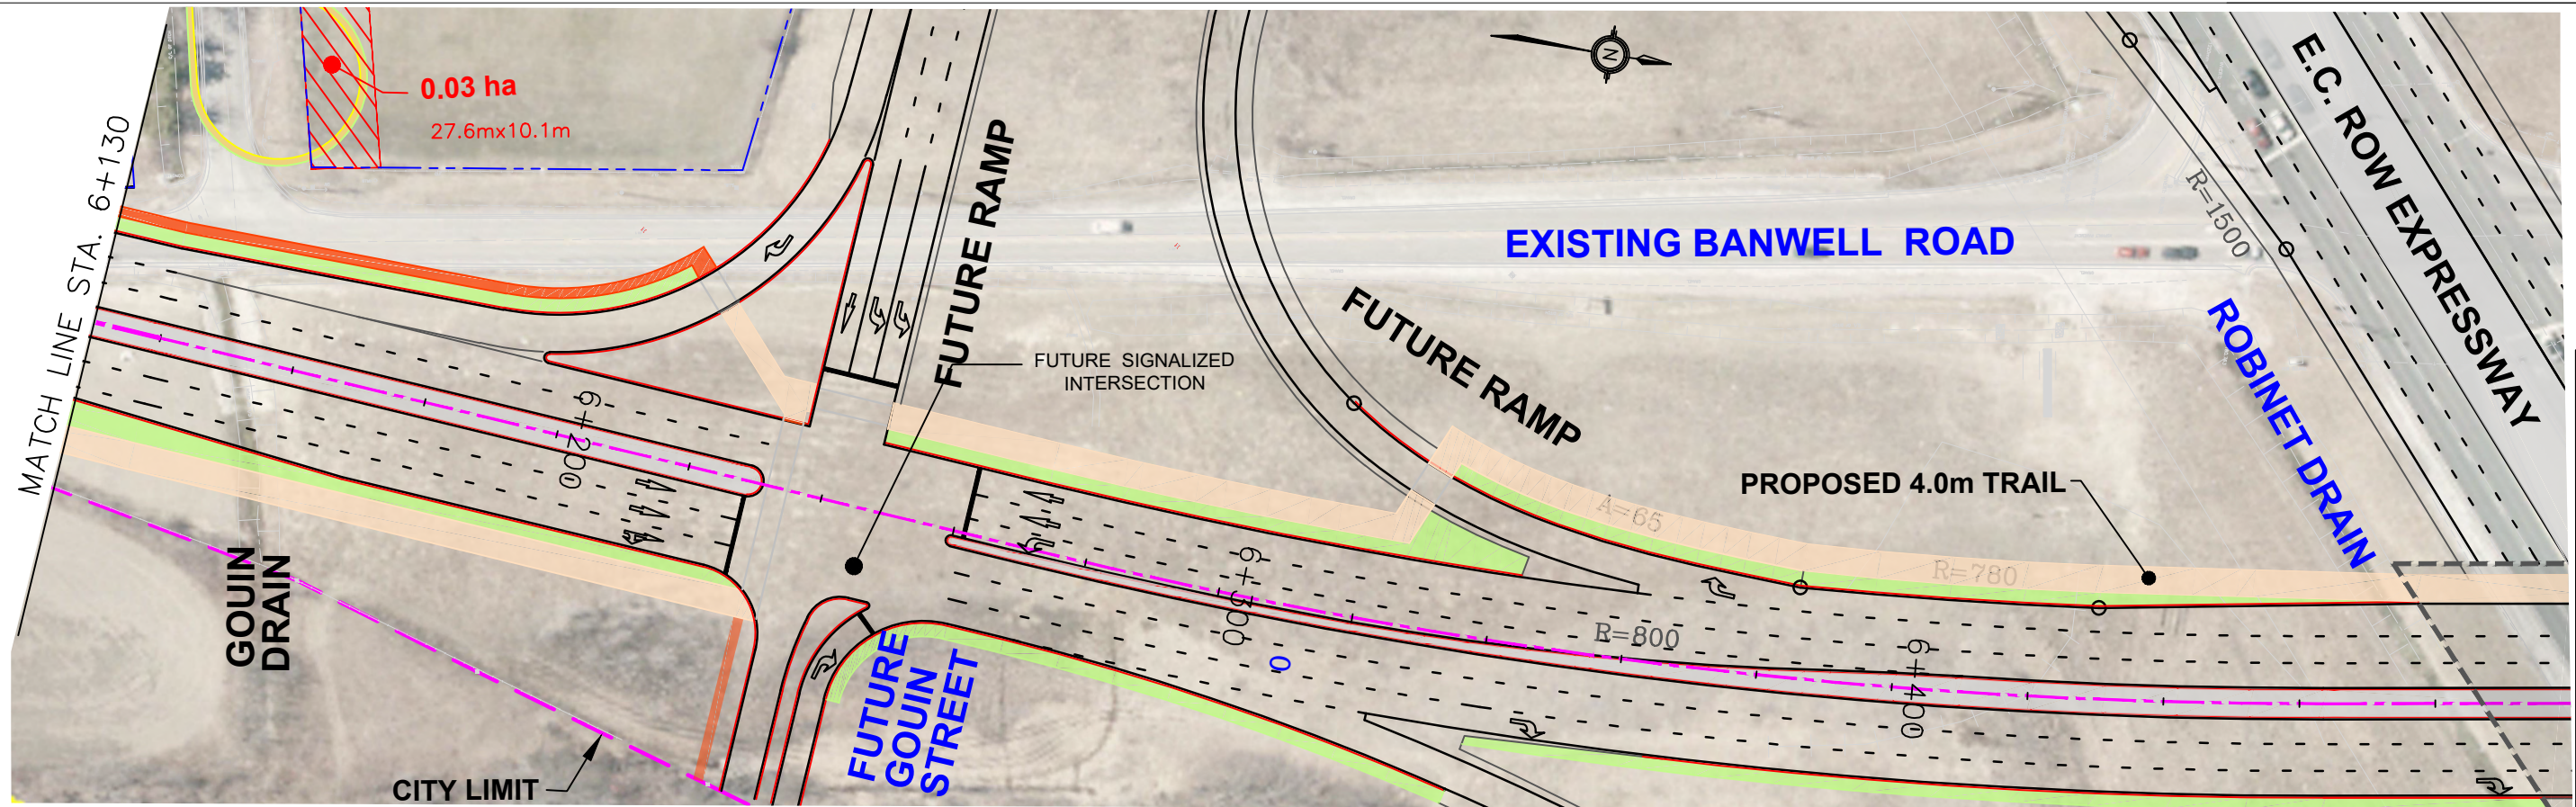 MATCH LINE STA. 6+130
0.03 ha
27.6mx10.1m
FUTURE RAMP
N
E.C. ROW EXPRESSWAY
R=1500
EXISTING BANWELL ROAD
FUTURE SIGNALIZED
INTERSECTION
FUTURE RAMP
ROBINET DRAIN
6+200
PROPOSED 4.0m TRAIL
A=65
R=780
GOUIN
DRAIN
6+300
0
R=800
6+400
FUTURE
GOUIN
STREET
CITY LIMIT